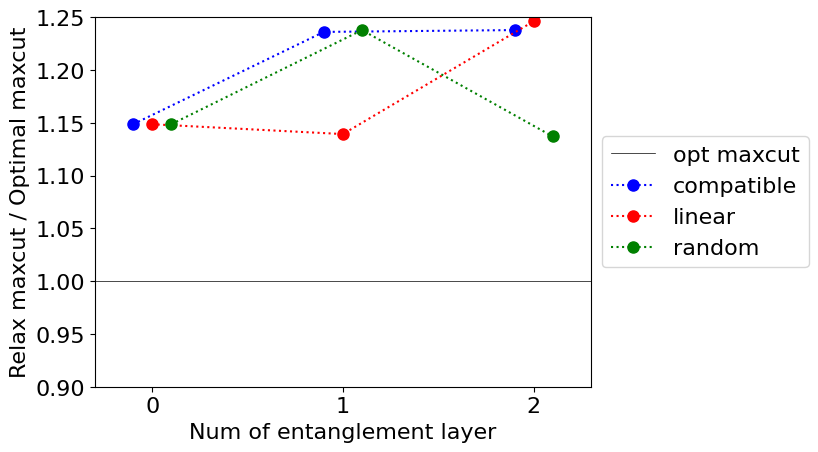 Relax maxcut / Optimal maxcut
1.25
1.20
1.15
1.10
1.05
1.00
0.95
0.90
0
1
2
Num of entanglement layer
opt maxcut
compatible
linear
random